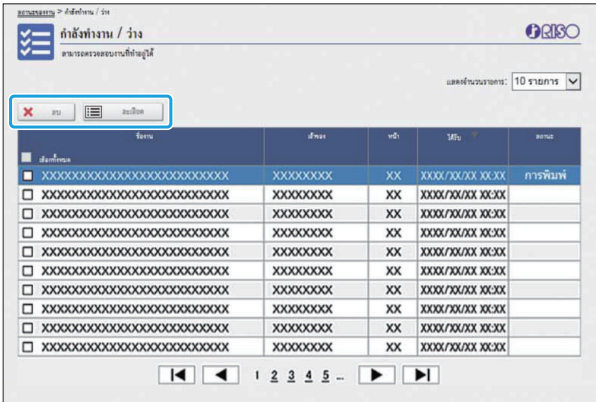 สถานะของงาน > กำลังทำงาน / ว่าง
กำลังทำงาน / ว่าง
RISO
สามารถตรวจสอบงานที่ทำอยู่ได้
แสดงจำนวนรายการ: 10 รายการ
ลบ ละเอียด
ชื่องาน เจ้าของ หน้า ได้รับ สถานะ
เลือกทั้งหมด
XXXXXXXXXXXXXXXXXXXXXXXXX XXXXXXXX XX XXXX/XX/XX XX:XX การพิมพ์
XXXXXXXXXXXXXXXXXXXXXXXXX XXXXXXXX XX XXXX/XX/XX XX:XX
XXXXXXXXXXXXXXXXXXXXXXXXX XXXXXXXX XX XXXX/XX/XX XX:XX
XXXXXXXXXXXXXXXXXXXXXXXXX XXXXXXXX XX XXXX/XX/XX XX:XX
XXXXXXXXXXXXXXXXXXXXXXXXX XXXXXXXX XX XXXX/XX/XX XX:XX
XXXXXXXXXXXXXXXXXXXXXXXXX XXXXXXXX XX XXXX/XX/XX XX:XX
XXXXXXXXXXXXXXXXXXXXXXXXX XXXXXXXX XX XXXX/XX/XX XX:XX
XXXXXXXXXXXXXXXXXXXXXXXXX XXXXXXXX XX XXXX/XX/XX XX:XX
XXXXXXXXXXXXXXXXXXXXXXXXX XXXXXXXX XX XXXX/XX/XX XX:XX
XXXXXXXXXXXXXXXXXXXXXXXXX XXXXXXXX XX XXXX/XX/XX XX:XX
1 2 3 4 5 ...